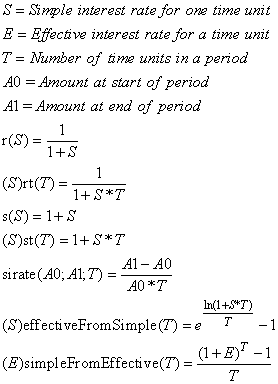 S = Simple interest rate for one time unit
E = Effective interest rate for a time unit
T = Number of time units in a period
A0 = Amount at start of period
A1 = Amount at end of period
r(S) = 1/(1+S)
(S)rt(T) = 1/(1+S*T)
s(S) = 1+S
(S)st(T) = 1+S*T
sirate(A0;A1;T) = (A1−A0)/(A0*T)
(S)effectiveFromSimple(T) = e^(ln(1+S*T)/T) −1
(E)simpleFromEffective(T) = ((1+E)^T −1)/T